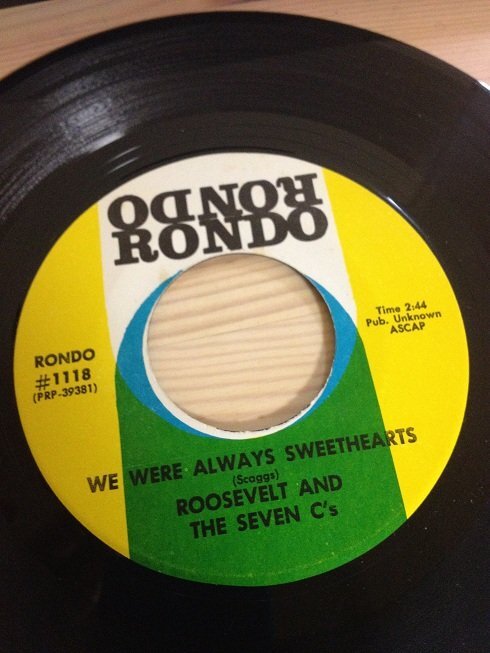 RONDO
RONDO
RONDO
#1118
(PRP-39381)
Time 2:44
Pub. Unknown
ASCAP
WE WERE ALWAYS SWEETHEARTS
(Scaggs)
ROOSEVELT AND
THE SEVEN C's